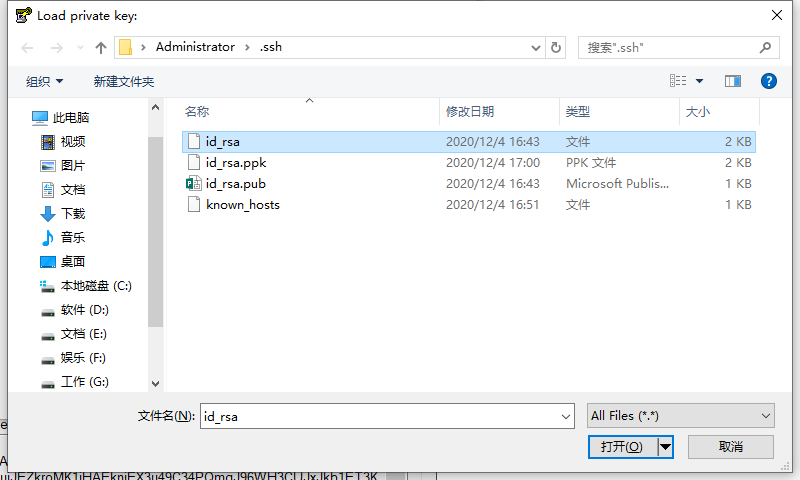 Load private key:
Administrator > .ssh
搜索".ssh"
组织
新建文件夹
名称 修改日期 类型 大小
此电脑
视频
图片
文档
下载
音乐
桌面
本地磁盘 (C:)
软件 (D:)
文档 (E:)
娱乐 (F:)
工作 (G:)
id_rsa 2020/12/4 16:43 文件 2 KB
id_rsa.ppk 2020/12/4 17:00 PPK 文件 2 KB
id_rsa.pub 2020/12/4 16:43 Microsoft Publis... 1 KB
known_hosts 2020/12/4 16:51 文件 1 KB
文件名(N): id_rsa
All Files (*.*)
打开(O)
取消